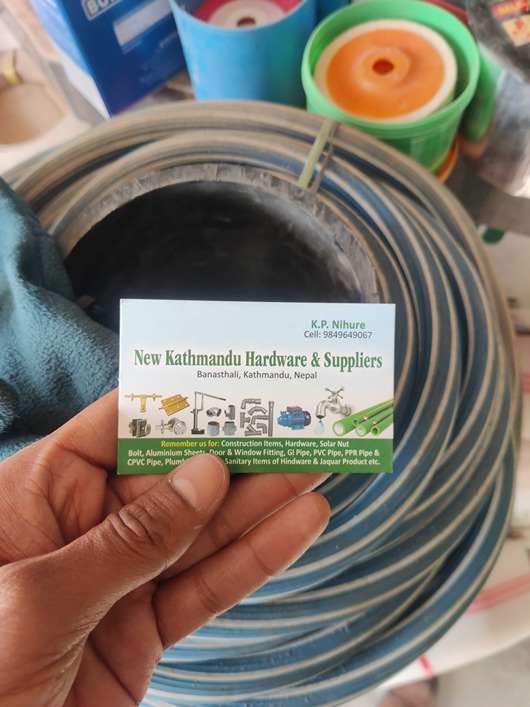 K.P. Nihure
Cell: 9849649067
New Kathmandu Hardware & Suppliers
Banasthali, Kathmandu, Nepal
Remember us for: Construction Items, Hardware, Solar Nut
Bolt, Aluminium Sheets, Door & Window Fitting, GI Pipe, PVC Pipe, PPR Pipe &
CPVC Pipe, Sanitary Items of Hindware & Jaquar Product etc.